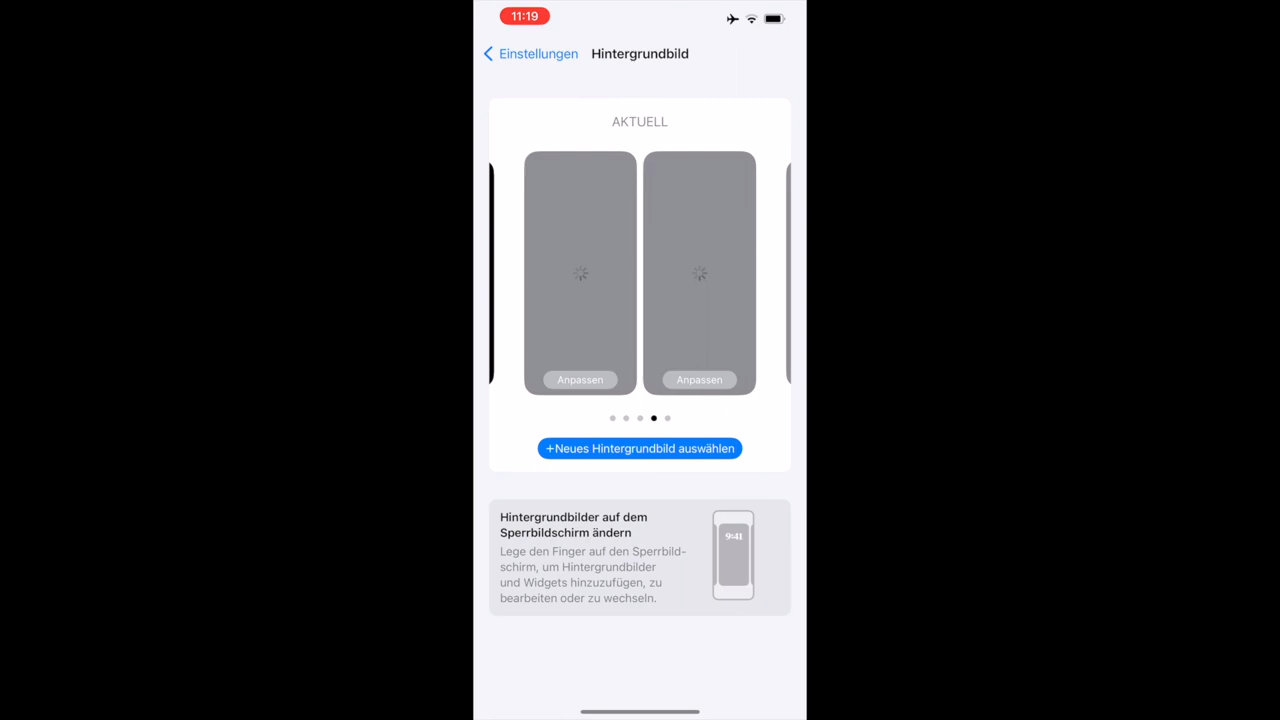 11:19
Einstellungen Hintergrundbild
AKTUELL
Anpassen Anpassen
+Neues Hintergrundbild auswählen
Hintergrundbilder auf dem
Sperrbildschirm ändern
Lege den Finger auf den Sperrbild-
schirm, um Hintergrundbilder
und Widgets hinzuzufügen, zu
bearbeiten oder zu wechseln.
9:41